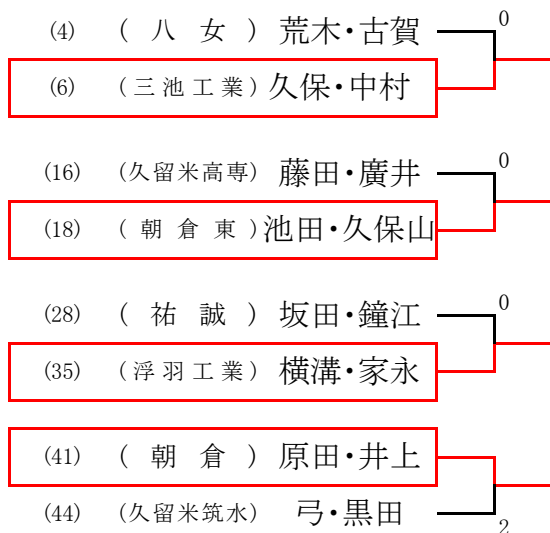 (4) (八女) 荒木・古賀 0
(6) (三池工業) 久保・中村
(16) (久留米高専) 藤田・廣井 0
(18) (朝倉東) 池田・久保山
(28) (祐誠) 坂田・鐘江 0
(35) (浮羽工業) 横溝・家永
(41) (朝倉) 原田・井上
(44) (久留米筑水) 弓・黒田 2